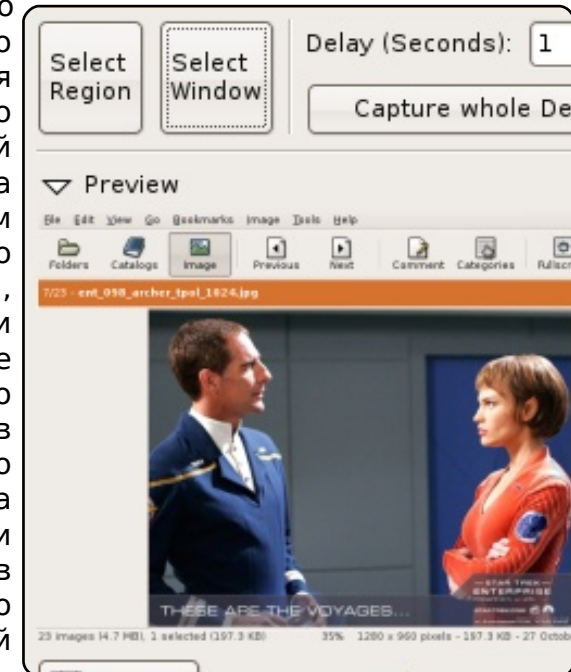 о
о
я
о
й
а
м
о
,
и
е
о
в
о
а
и
в
о
й
Select Region
Select Window
Delay (Seconds): 1
Capture whole De
Preview
File Edit View Go Bookmarks Image Tools Help
Folders Catalogs Image Previous Next Comment Categories Fullscr
7/23 - ent_098_archer_tpol_1024.jpg
STAR TREK
ENTERPRISE
THESE ARE THE VOYAGES...
23 images (4.7 MB), 1 selected (197.3 KB) 35% 1280 x 960 pixels - 197.3 KB - 27 Octob